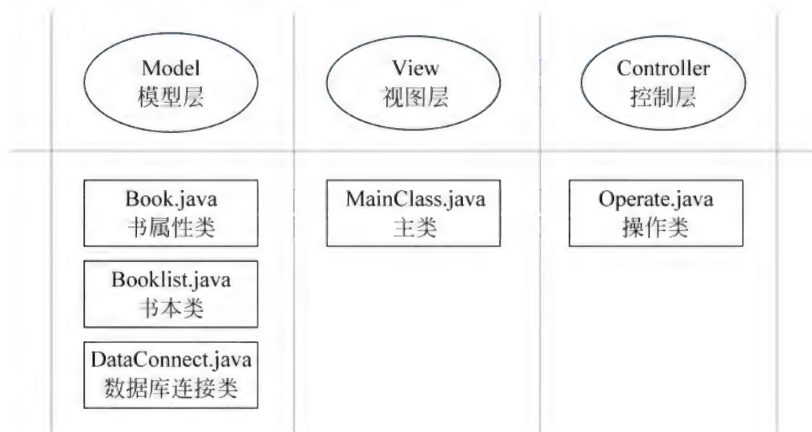 Model
模型层
View
视图层
Controller
控制层
Book.java
书属性类
MainClass.java
主类
Operate.java
操作类
Booklist.java
书本类
DataConnect.java
数据库连接类